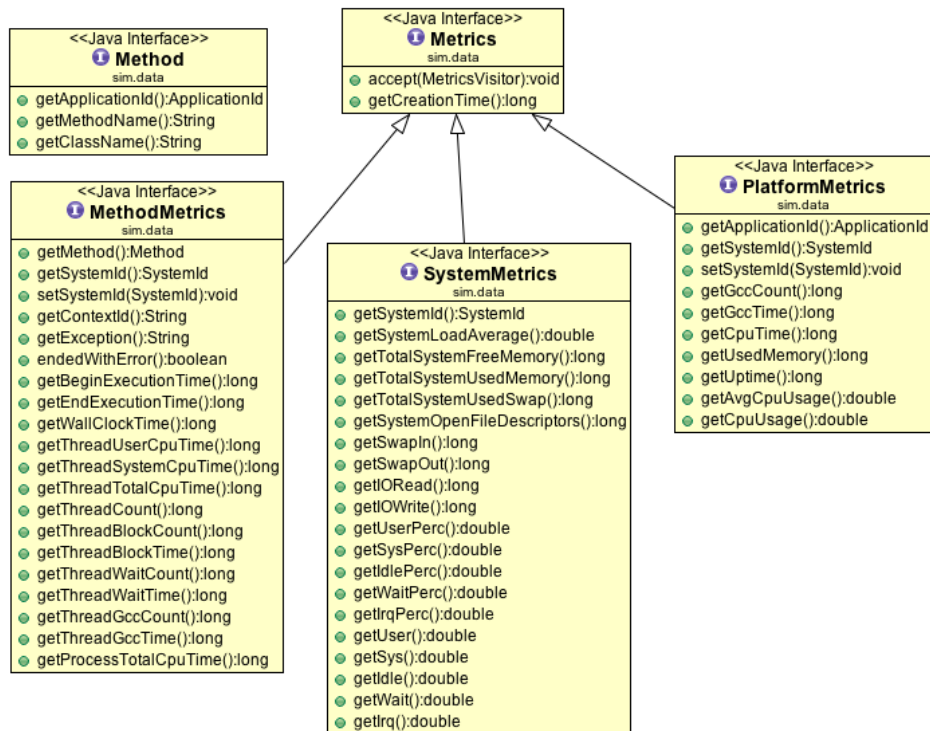 <<Java Interface>>
Method
sim.data
getApplicationId():ApplicationId
getMethodName():String
getClassName():String
<<Java Interface>>
Metrics
sim.data
accept(MetricsVisitor):void
getCreationTime():long
<<Java Interface>>
MethodMetrics
sim.data
getMethod():Method
getSystemId():SystemId
setSystemId(SystemId):void
getContextId():String
getException():String
endedWithError():boolean
getBeginExecutionTime():long
getEndExecutionTime():long
getWallClockTime():long
getThreadUserCpuTime():long
getThreadSystemCpuTime():long
getThreadTotalCpuTime():long
getThreadCount():long
getThreadBlockCount():long
getThreadBlockTime():long
getThreadWaitCount():long
getThreadWaitTime():long
getThreadGccCount():long
getThreadGccTime():long
getProcessTotalCpuTime():long
<<Java Interface>>
SystemMetrics
sim.data
getSystemId():SystemId
getSystemLoadAverage():double
getTotalSystemFreeMemory():long
getTotalSystemUsedMemory():long
getTotalSystemUsedSwap():long
getSystemOpenFileDescriptors():long
getSwapIn():long
getSwapOut():long
getIORead():long
getIOWrite():long
getUserPerc():double
getSysPerc():double
getIdlePerc():double
getWaitPerc():double
getIrqPerc():double
getUser():double
getSys():double
getIdle():double
getWait():double
getIrq():double
<<Java Interface>>
PlatformMetrics
sim.data
getApplicationId():ApplicationId
getSystemId():SystemId
setSystemId(SystemId):void
getGccCount():long
getGccTime():long
getCpuTime():long
getUsedMemory():long
getUptime():long
getAvgCpuUsage():double
getCpuUsage():double